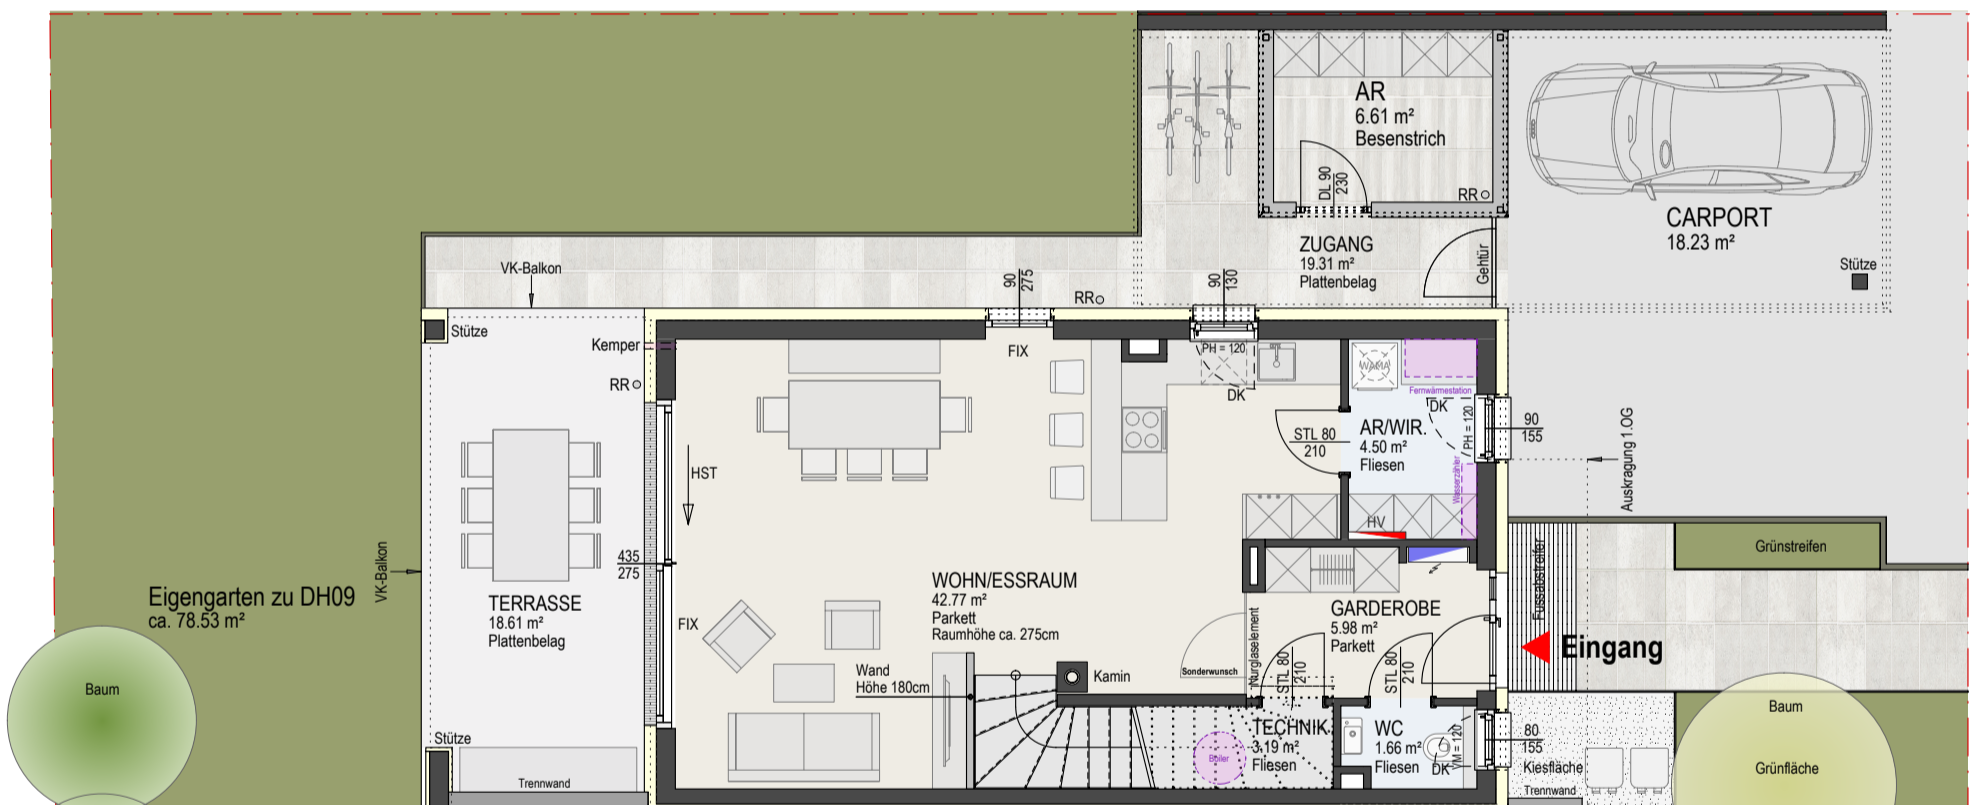 AR
6.61 m²
Besenstrich
DL 90
230
RR
CARPORT
18.23 m²
Stütze
ZUGANG
19.31 m²
Plattenbelag
Gehtür
VK-Balkon
90
275
RR
90
130
Stütze
Kemper
RR
FIX
PH = 120
DK
WAMA
Fernwärmestation
DK
PH = 120
90
155
AR/WIR.
4.50 m²
Fliesen
STL 80
210
Wasserzähler
HV
Auskragung 1.OG
HST
435
275
FIX
VK-Balkon
Eigengarten zu DH09
ca. 78.53 m²
TERRASSE
18.61 m²
Plattenbelag
WOHN/ESSRAUM
42.77 m²
Parkett
Raumhöhe ca. 275cm
GARDEROBE
5.98 m²
Parkett
Fussabstreifer
Grünstreifen
Eingang
Nurglaselement
Sonderwunsch
STL 80
210
STL 80
210
Wand
Höhe 180cm
Kamin
Baum
Baum
TECHNIK
3.19 m²
Fliesen
Boiler
WC
1.66 m²
Fliesen
DK
PM = 120
80
155
Kiesfläche
Trennwand
Grünfläche
Stütze
Trennwand